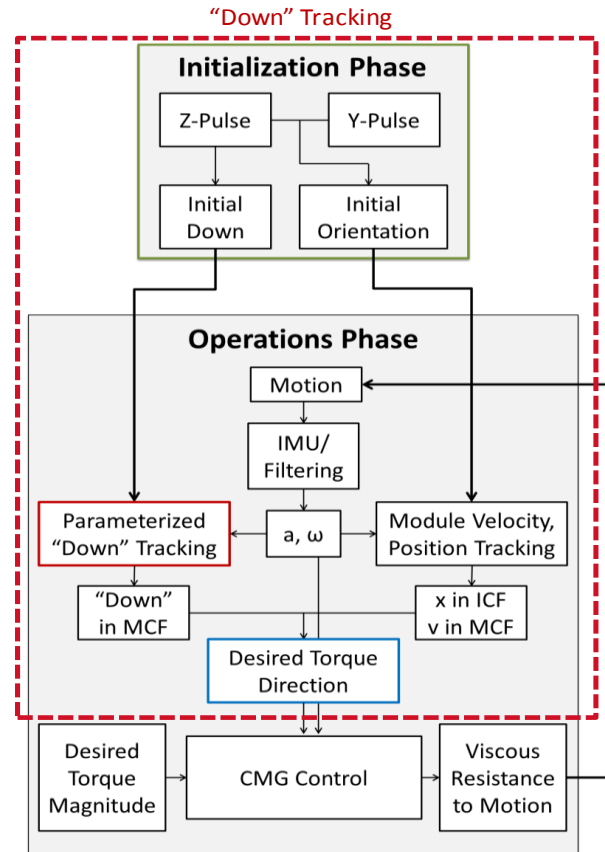 “Down” Tracking
Initialization Phase
Z-Pulse
Y-Pulse
Initial
Down
Initial
Orientation
Operations Phase
Motion
IMU/
Filtering
Parameterized
“Down” Tracking
a, ω
Module Velocity,
Position Tracking
“Down”
in MCF
x in ICF
v in MCF
Desired Torque
Direction
Desired
Torque
Magnitude
CMG Control
Viscous
Resistance
to Motion